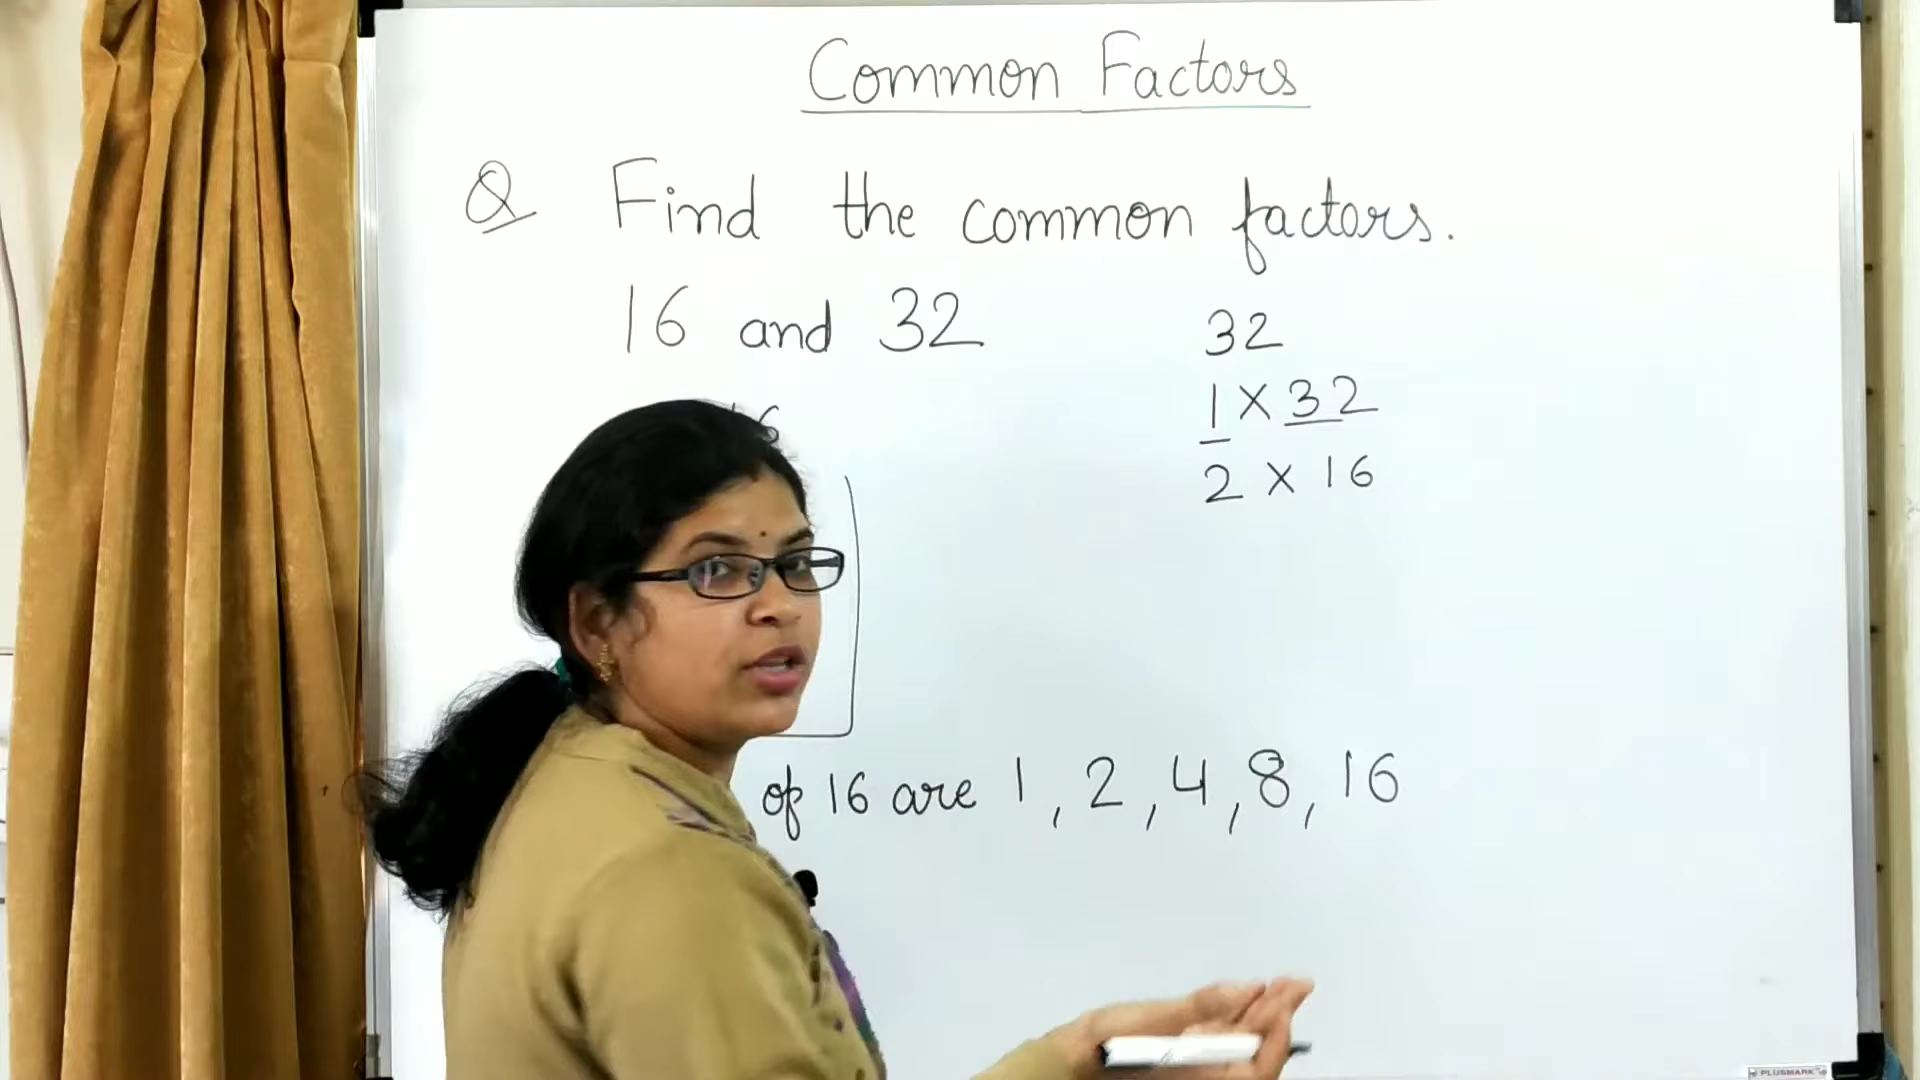 Common Factors
Q Find the common factors.
16 and 32
32
1 X 32
2 X 16
of 16 are 1, 2, 4, 8, 16
PLUSMARK